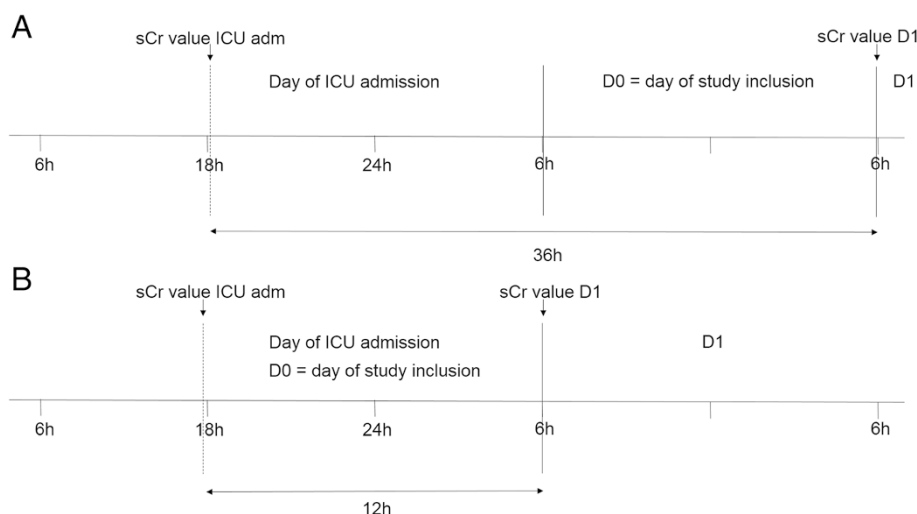 A
sCr value ICU adm
sCr value D1
Day of ICU admission
D0 = day of study inclusion
D1
6h
18h
24h
6h
6h
36h
B
sCr value ICU adm
sCr value D1
Day of ICU admission
D0 = day of study inclusion
D1
6h
18h
24h
6h
6h
12h